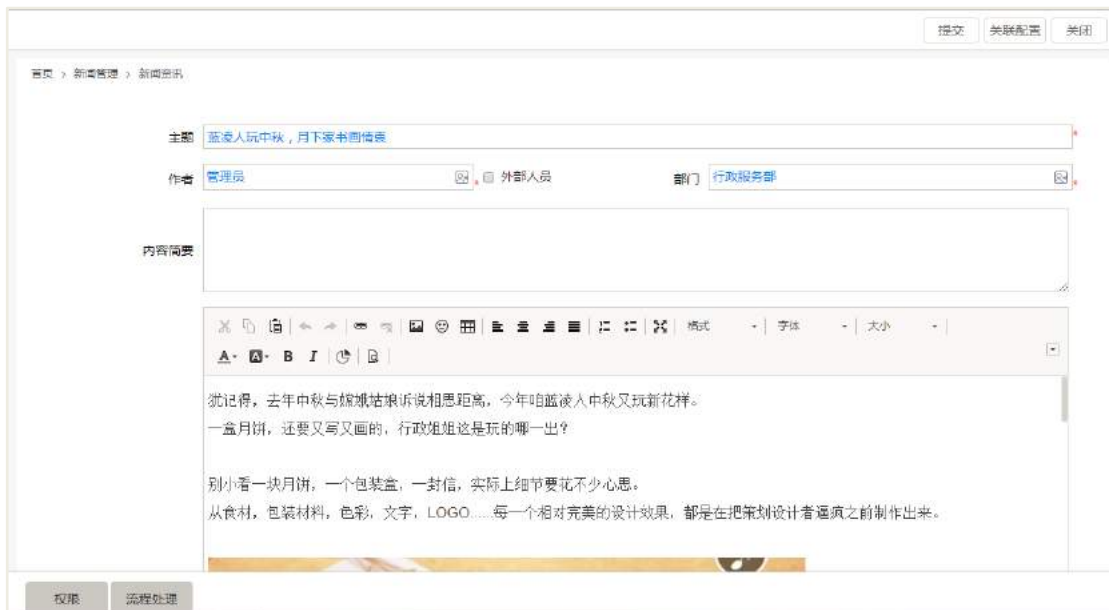 提交 关联配置 关闭
首页 > 新闻管理 > 新闻资讯
主题 蓝凌人玩中秋，月下家书画情衷 *
作者 管理员 * 外部人员 部门 行政服务部 *
内容简要
格式 字体 大小
A A B I
犹记得，去年中秋与嫦娥姑娘诉说相思距离，今年咱蓝凌人中秋又玩新花样。
一盒月饼，还要又写又画的，行政姐姐这是玩的哪一出？
别小看一块月饼，一个包装盒，一封信，实际上细节要花不少心思。
从食材，包装材料，色彩，文字，LOGO......每一个相对完美的设计效果，都是在把策划设计者逼疯之前制作出来。
权限 流程处理